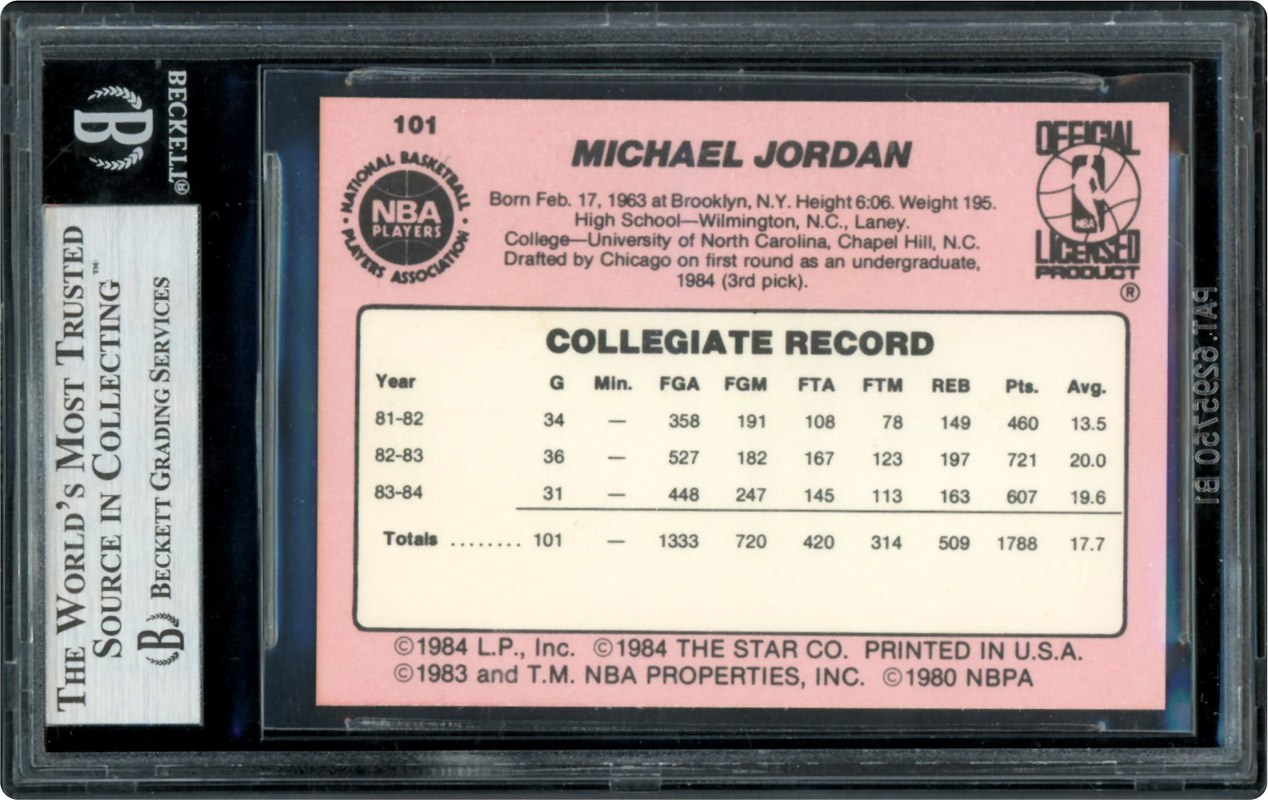 BECKETT®
THE WORLD'S MOST TRUSTED
SOURCE IN COLLECTING™
BECKETT GRADING SERVICES
101
NATIONAL BASKETBALL
NBA
PLAYERS
PLAYERS ASSOCIATION
MICHAEL JORDAN
Born Feb. 17, 1963 at Brooklyn, N.Y. Height 6:06. Weight 195.
High School—Wilmington, N.C., Laney.
College—University of North Carolina, Chapel Hill, N.C.
Drafted by Chicago on first round as an undergraduate,
1984 (3rd pick).
OFFICIAL
NBA
LICENSED
PRODUCT
®
COLLEGIATE RECORD
Year G Min. FGA FGM FTA FTM REB Pts. Avg.
81-82 34 — 358 191 108 78 149 460 13.5
82-83 36 — 527 182 167 123 197 721 20.0
83-84 31 — 448 247 145 113 163 607 19.6
Totals ........ 101 — 1333 720 420 314 509 1788 17.7
©1984 L.P., Inc. ©1984 THE STAR CO. PRINTED IN U.S.A.
©1983 and T.M. NBA PROPERTIES, INC. ©1980 NBPA
PAT. 6295750 B1